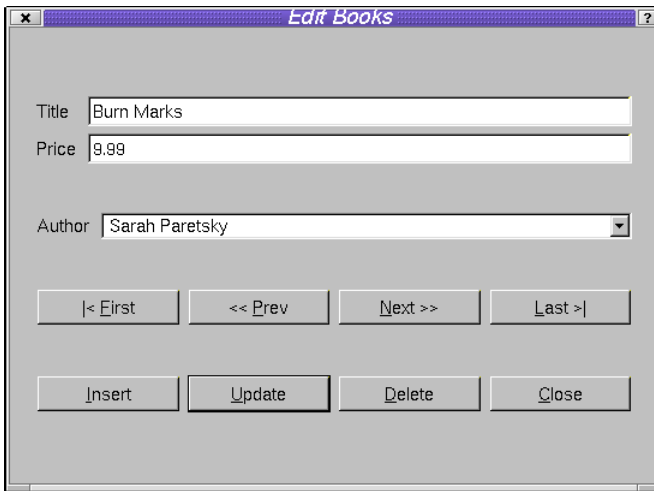 Edit Books
?
Title Burn Marks
Price 9.99
Author Sarah Paretsky
|< First << Prev Next >> Last >|
Insert Update Delete Close